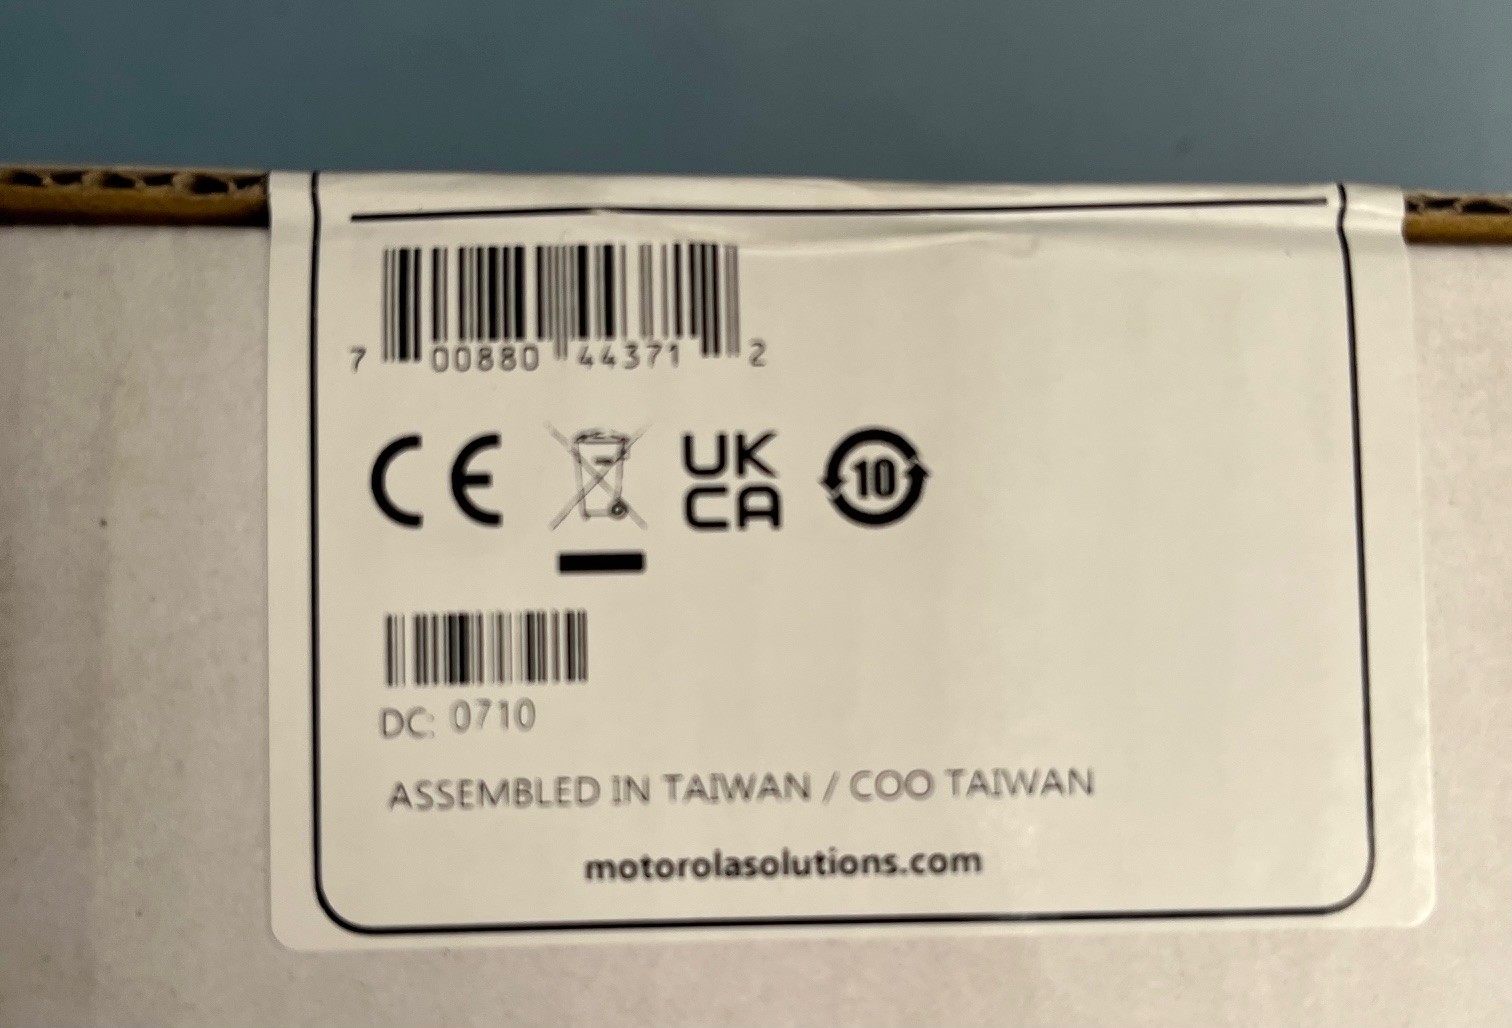 7 00880 44371 2
CE UK CA 10
DC: 0710
ASSEMBLED IN TAIWAN / COO TAIWAN
motorolasolutions.com